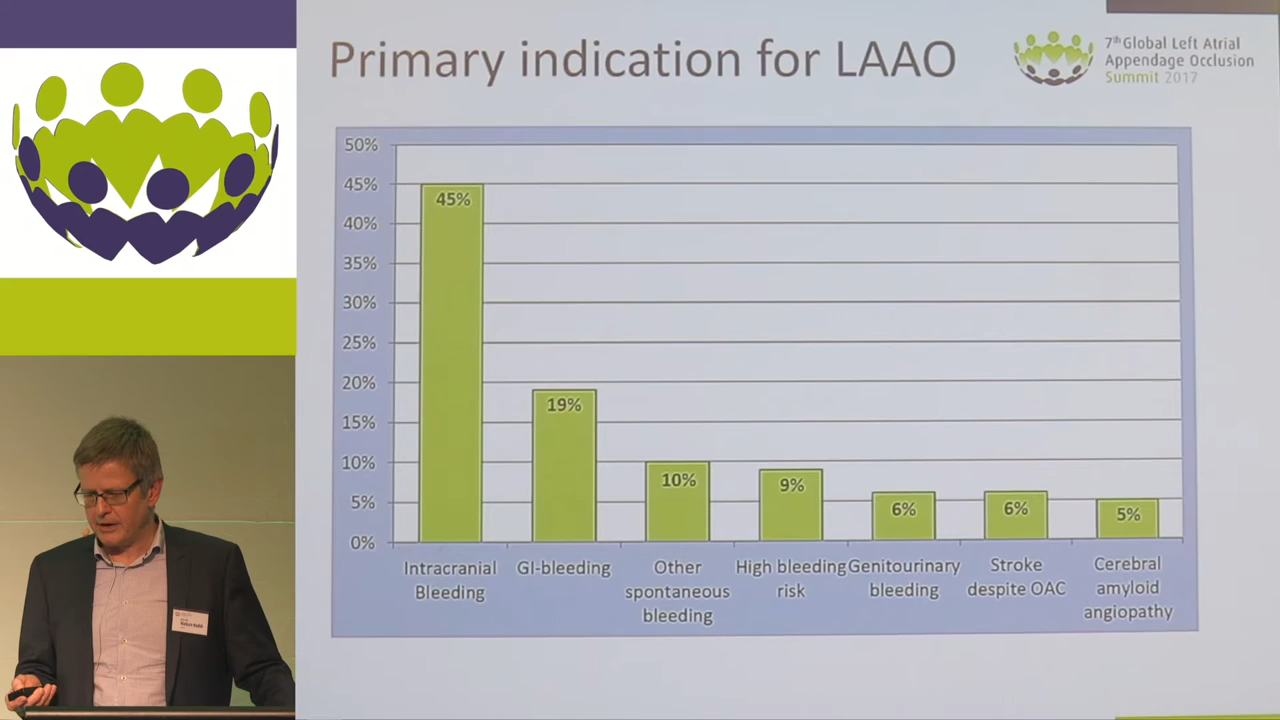 Primary indication for LAAO
7th Global Left Atrial
Appendage Occlusion
Summit 2017
50%
45%
40%
35%
30%
25%
20%
15%
10%
5%
0%
45%
19%
10%
9%
6%
6%
5%
Intracranial
Bleeding
GI-bleeding
Other
spontaneous
bleeding
High bleeding
risk
Genitourinary
bleeding
Stroke
despite OAC
Cerebral
amyloid
angiopathy